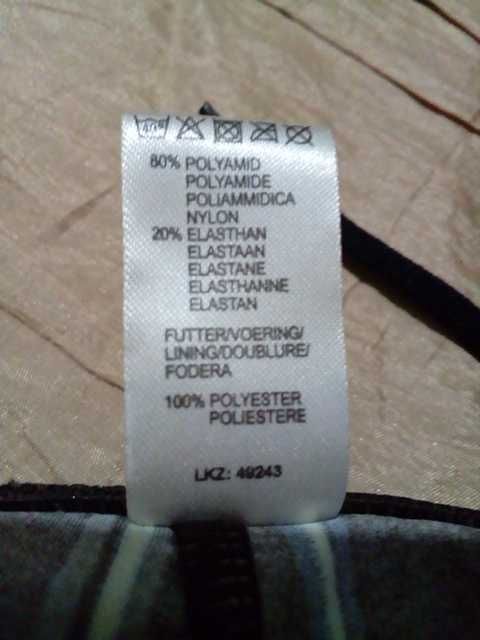 40°
80% POLYAMID
POLYAMIDE
POLIAMMIDICA
NYLON
20% ELASTHAN
ELASTAAN
ELASTANE
ELASTHANNE
ELASTAN
FUTTER/VOERING/
LINING/DOUBLURE/
FODERA
100% POLYESTER
POLIESTERE
LKZ: 49243